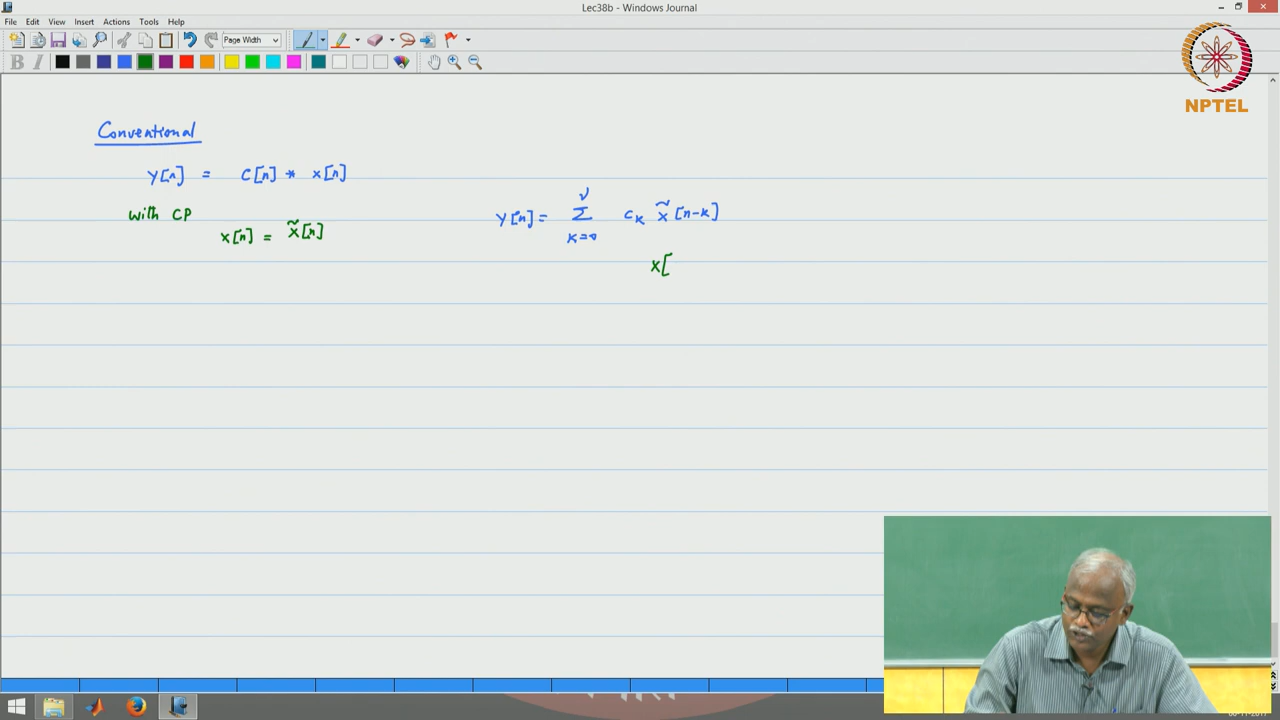 Lec38b - Windows Journal
File Edit View Insert Actions Tools Help
Page Width
B I
NPTEL
Conventional
y[n] = c[n] * x[n]
with CP
x[n] = x̃[n]
y[n] = Σ_{k=0}^{ν} c_k x̃[n-k]
x[